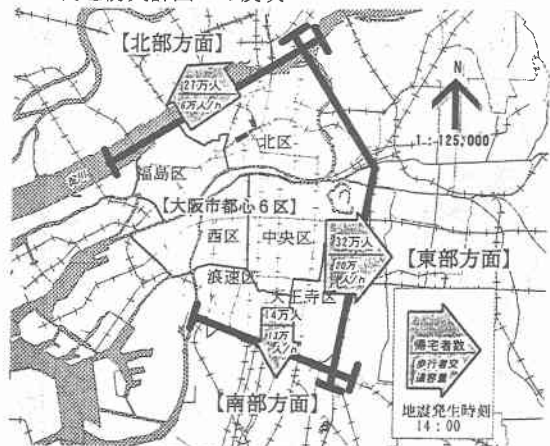 【北部方面】
27万人
6万人/h
N
1:125,000
北区
淀川
福島区
【大阪市都心6区】
西区
中央区
32万人
20万
人/h
【東部方面】
浪速区
天王寺区
14万人
13万
人/h
【南部方面】
帰宅者数
歩行者交
通容量
地震発生時刻
14:00